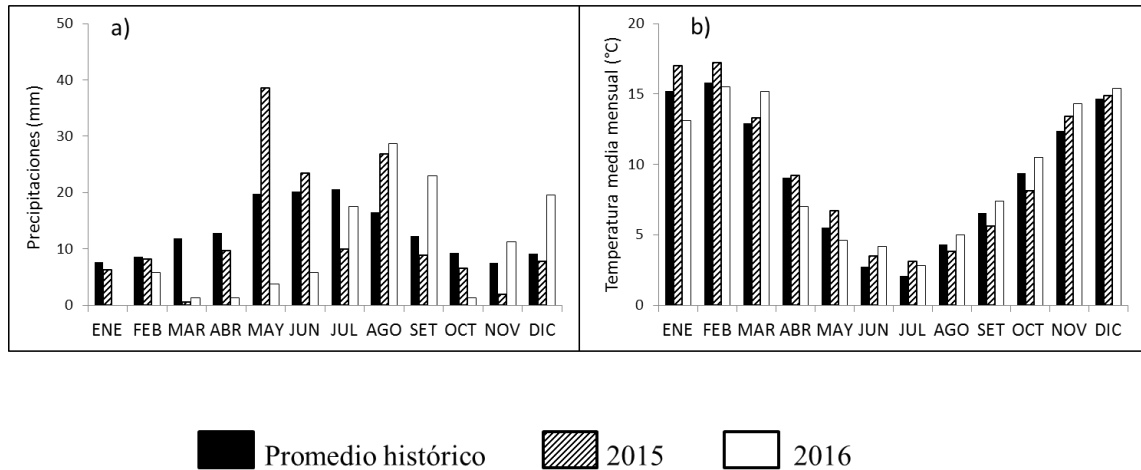 a)
Precipitaciones (mm)
50
40
30
20
10
0
ENE FEB MAR ABR MAY JUN JUL AGO SET OCT NOV DIC
b)
Temperatura media mensual (°C)
20
15
10
5
0
ENE FEB MAR ABR MAY JUN JUL AGO SET OCT NOV DIC
Promedio histórico 2015 2016